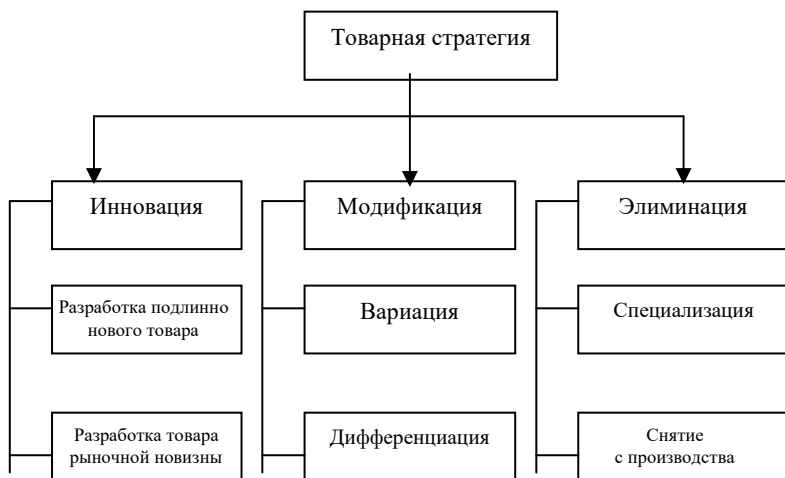 Товарная стратегия
Инновация
Модификация
Элиминация
Разработка подлинно
нового товара
Вариация
Специализация
Разработка товара
рыночной новизны
Дифференциация
Снятие
с производства